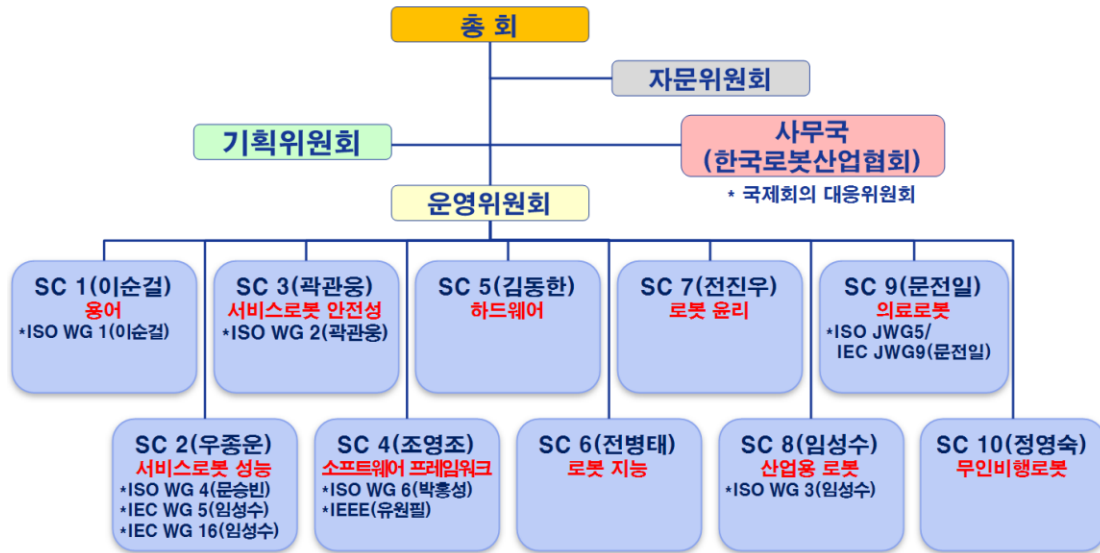 총 회
자문위원회
기획위원회
사무국
(한국로봇산업협회)
* 국제회의 대응위원회
운영위원회
SC 1(이순걸)
용어
*ISO WG 1(이순걸)
SC 3(곽관웅)
서비스로봇 안전성
*ISO WG 2(곽관웅)
SC 5(김동한)
하드웨어
SC 7(전진우)
로봇 윤리
SC 9(문전일)
의료로봇
*ISO JWG5/
IEC JWG9(문전일)
SC 2(우종운)
서비스로봇 성능
*ISO WG 4(문승빈)
*IEC WG 5(임성수)
*IEC WG 16(임성수)
SC 4(조영조)
소프트웨어 프레임워크
*ISO WG 6(박홍성)
*IEEE(유원필)
SC 6(전병태)
로봇 지능
SC 8(임성수)
산업용 로봇
*ISO WG 3(임성수)
SC 10(정영숙)
무인비행로봇